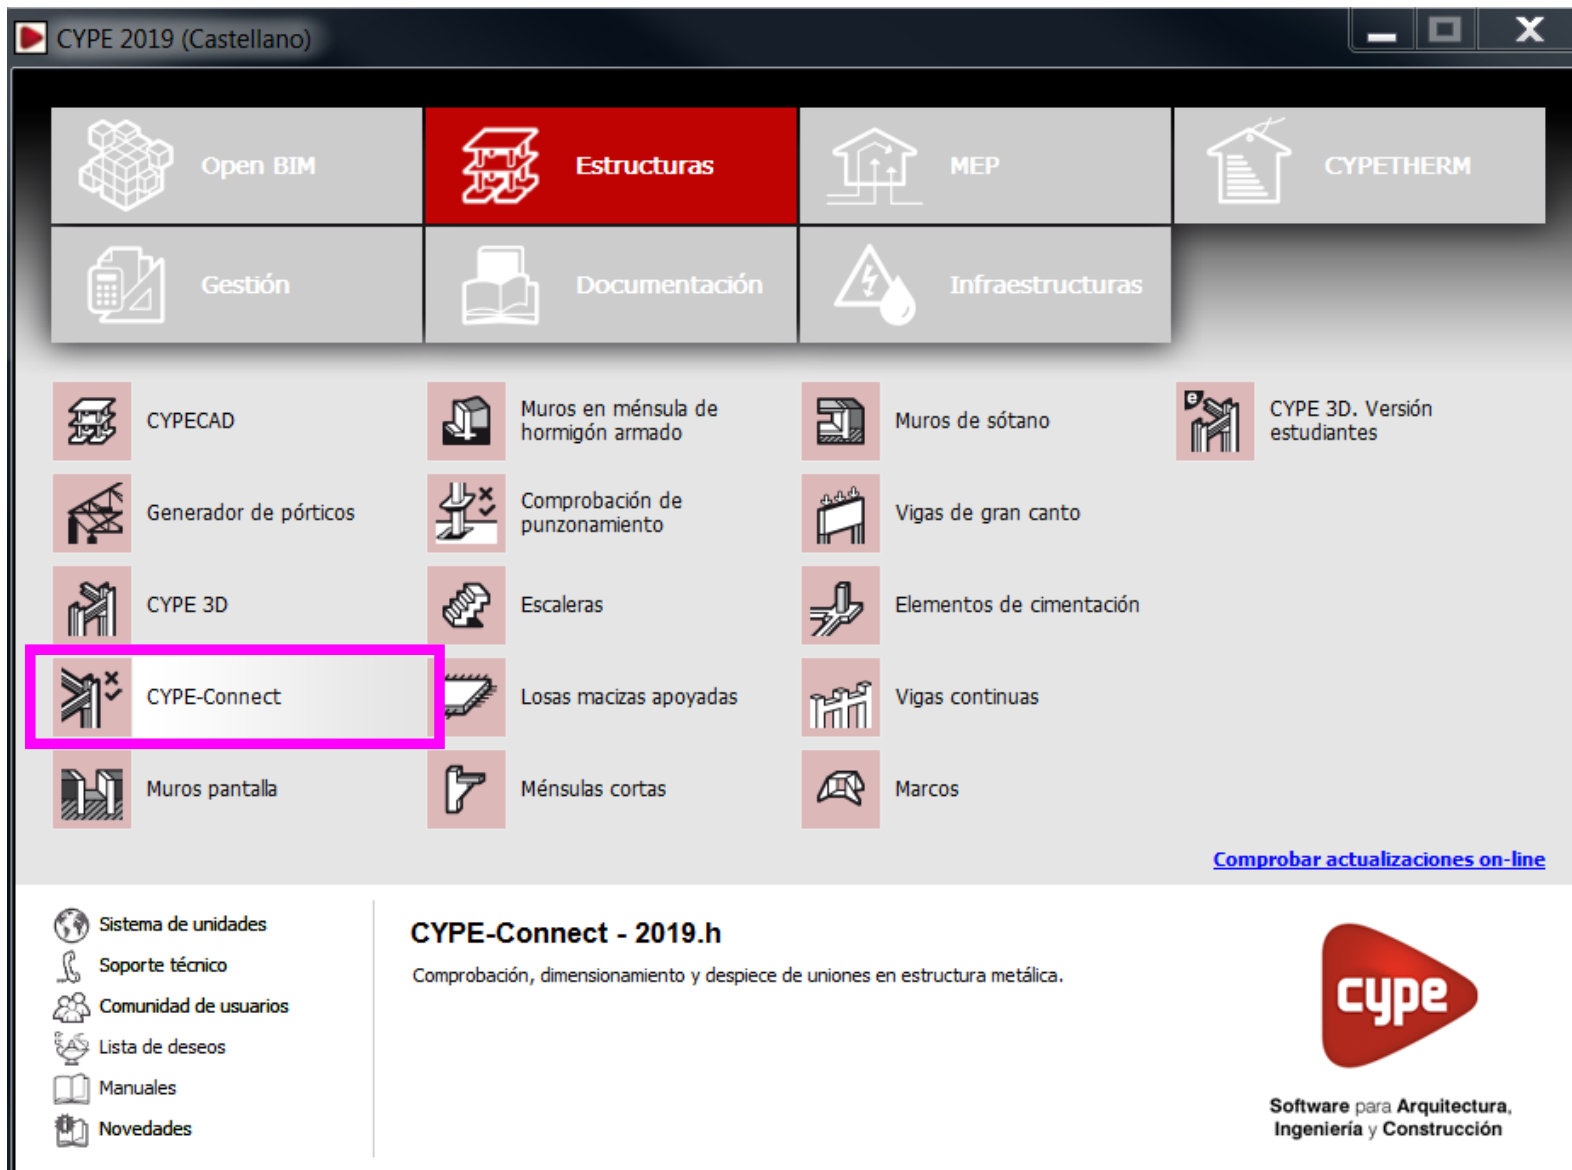 CYPE 2019 (Castellano)
Open BIM
Estructuras
MEP
CYPETHERM
Gestión
Documentación
Infraestructuras
CYPECAD
Muros en ménsula de
hormigón armado
Muros de sótano
e
CYPE 3D. Versión
estudiantes
Generador de pórticos
Comprobación de
punzonamiento
Vigas de gran canto
CYPE 3D
Escaleras
Elementos de cimentación
CYPE-Connect
Losas macizas apoyadas
Vigas continuas
Muros pantalla
Ménsulas cortas
Marcos
Comprobar actualizaciones on-line
Sistema de unidades
Soporte técnico
Comunidad de usuarios
Lista de deseos
Manuales
Novedades
CYPE-Connect - 2019.h
Comprobación, dimensionamiento y despiece de uniones en estructura metálica.
cype
Software para Arquitectura,
Ingeniería y Construcción